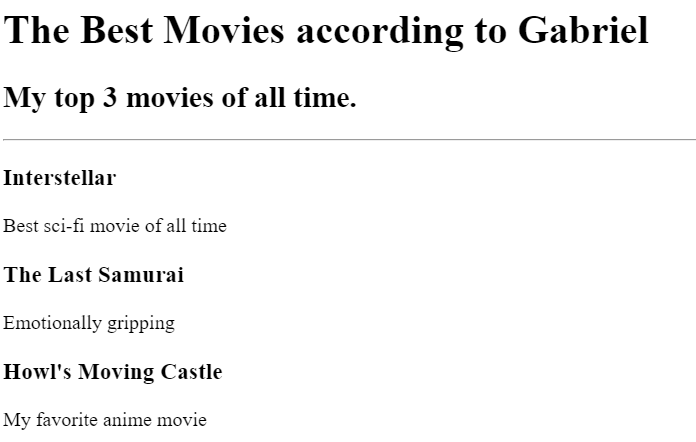 The Best Movies according to Gabriel
My top 3 movies of all time.
Interstellar
Best sci-fi movie of all time
The Last Samurai
Emotionally gripping
Howl's Moving Castle
My favorite anime movie